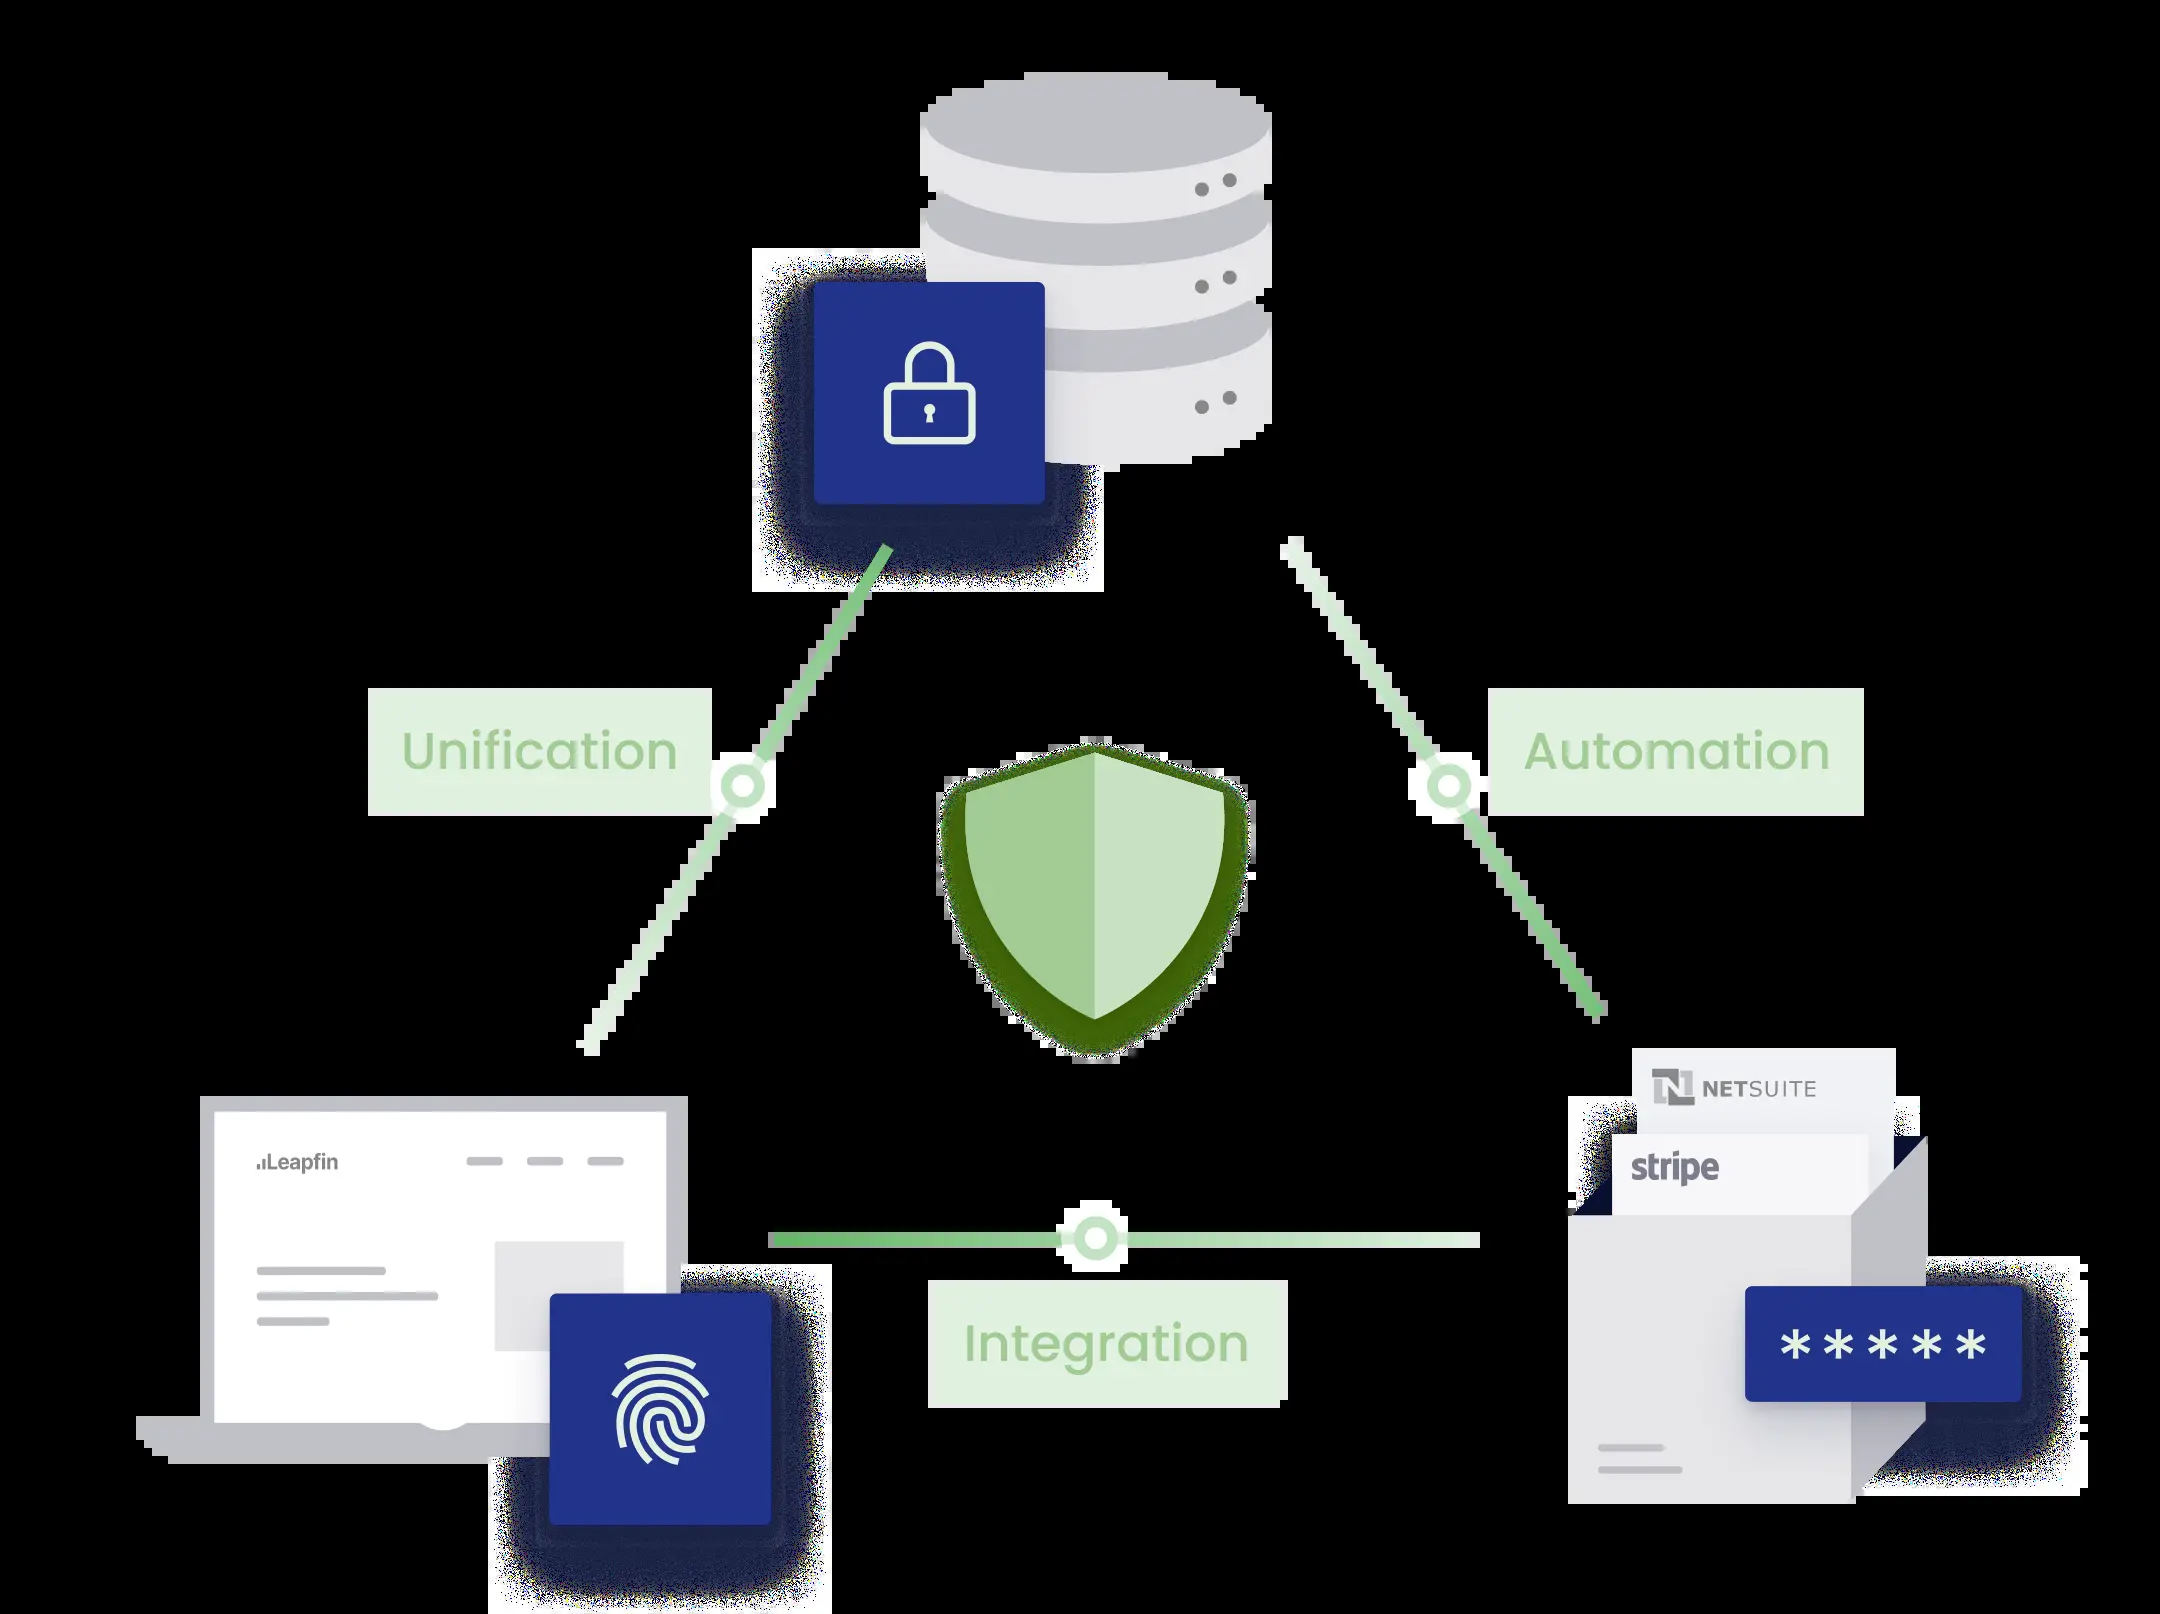 Unification
Automation
NETSUITE
Leapfin
stripe
Integration
*****